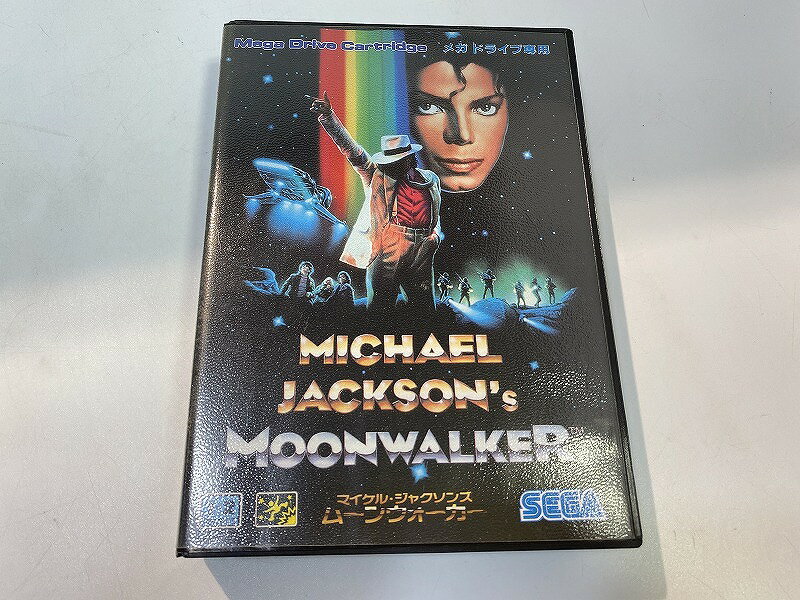 Mega Drive Cartridge メガドライブ専用
MICHAEL
JACKSON's
MOONWALKER
マイケル・ジャクソンズ
ムーンウォーカー
SEGA